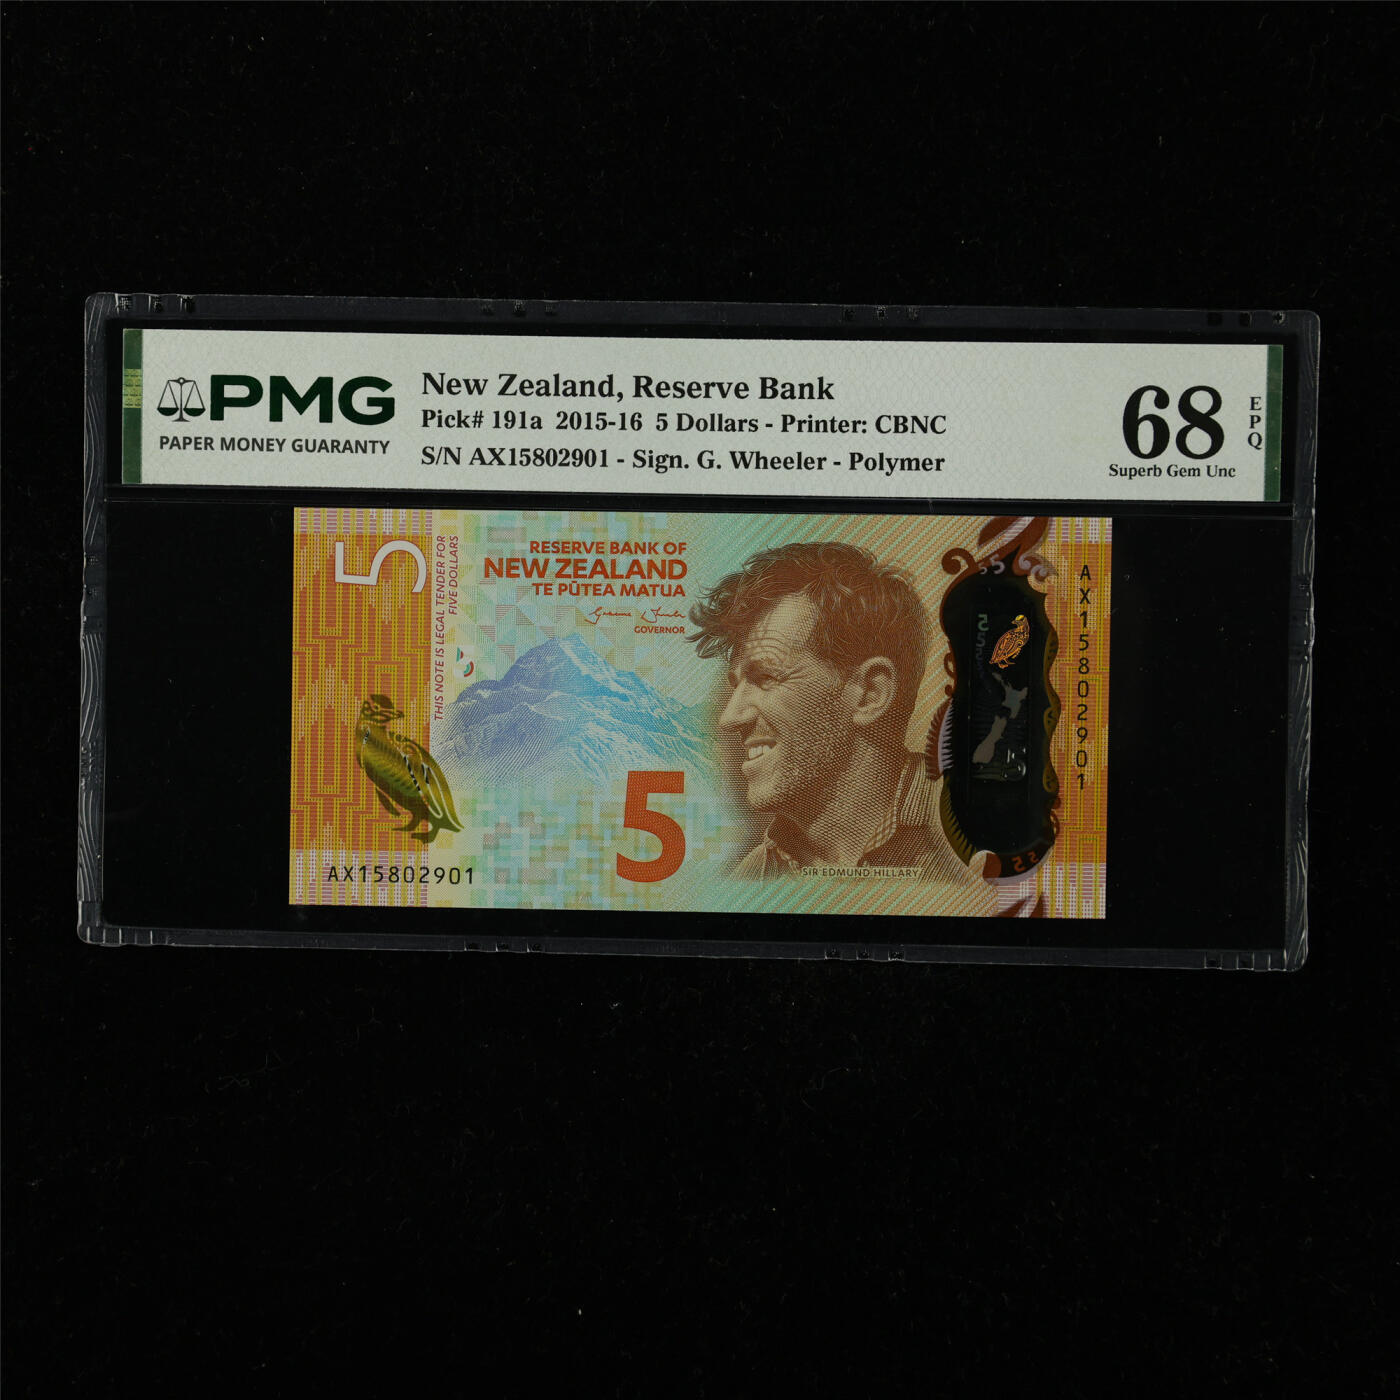 PMG
PAPER MONEY GUARANTY
New Zealand, Reserve Bank
Pick# 191a 2015-16 5 Dollars - Printer: CBNC
S/N AX15802901 - Sign. G. Wheeler - Polymer
68
EPQ
Superb Gem Unc
5
THIS NOTE IS LEGAL TENDER FOR
FIVE DOLLARS
RESERVE BANK OF
NEW ZEALAND
TE PŪTEA MATUA
GOVERNOR
AX15802901
5
SIR EDMUND HILLARY
AX15802901